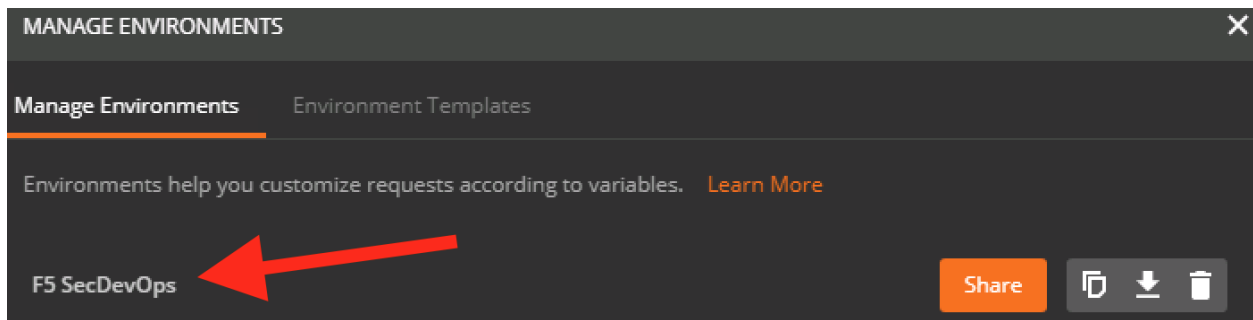 MANAGE ENVIRONMENTS
Manage Environments Environment Templates
Environments help you customize requests according to variables. Learn More
F5 SecDevOps Share